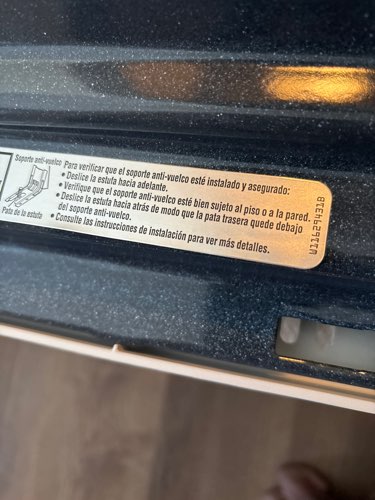 Soporte anti-vuelco
Pata de la estufa
Para verificar que el soporte anti-vuelco esté instalado y asegurado:
• Deslice la estufa hacia adelante.
• Verifique que el soporte anti-vuelco esté bien sujeto al piso o a la pared.
• Deslice la estufa hacia atrás de modo que la pata trasera quede debajo
del soporte anti-vuelco.
• Consulte las instrucciones de instalación para ver más detalles.
W11629431B